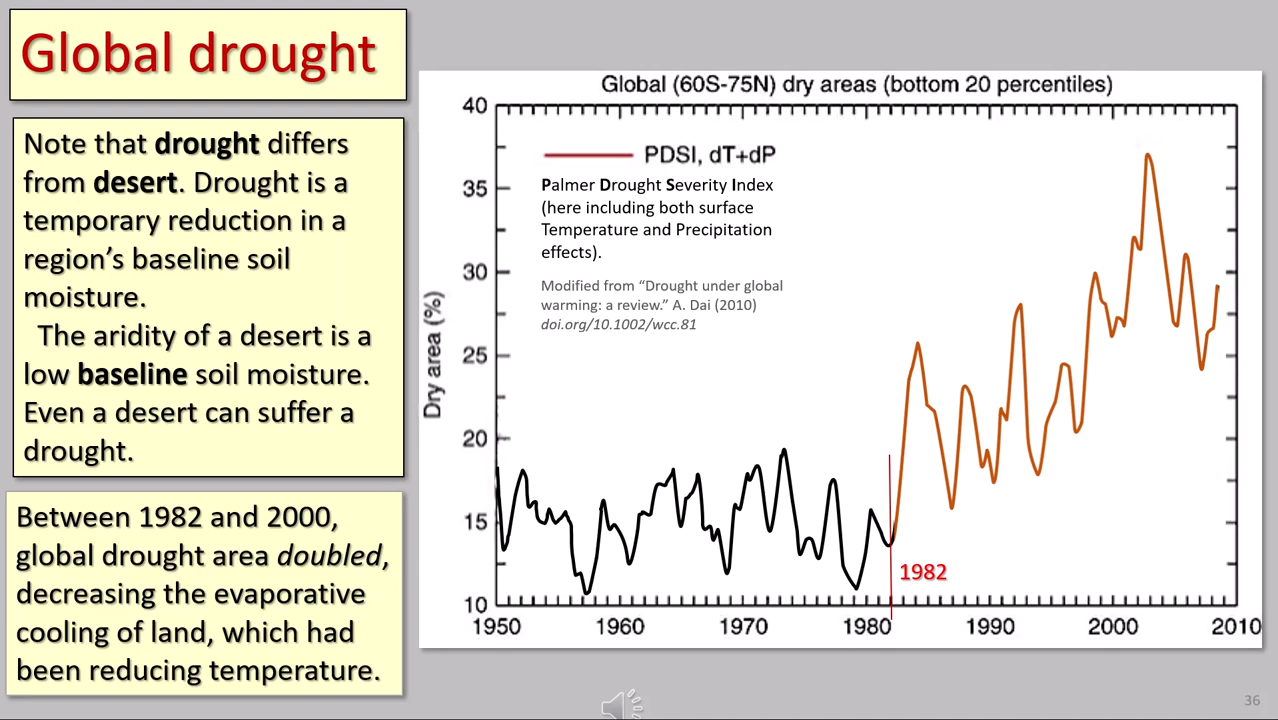 Global drought
Note that drought differs
from desert. Drought is a
temporary reduction in a
region’s baseline soil
moisture.
The aridity of a desert is a
low baseline soil moisture.
Even a desert can suffer a
drought.
Between 1982 and 2000,
global drought area doubled,
decreasing the evaporative
cooling of land, which had
been reducing temperature.
Global (60S-75N) dry areas (bottom 20 percentiles)
PDSI, dT+dP
Palmer Drought Severity Index
(here including both surface
Temperature and Precipitation
effects).
Modified from “Drought under global
warming: a review.” A. Dai (2010)
doi.org/10.1002/wcc.81
Dry area (%)
40
35
30
25
20
15
10
1982
1950 1960 1970 1980 1990 2000 2010
36